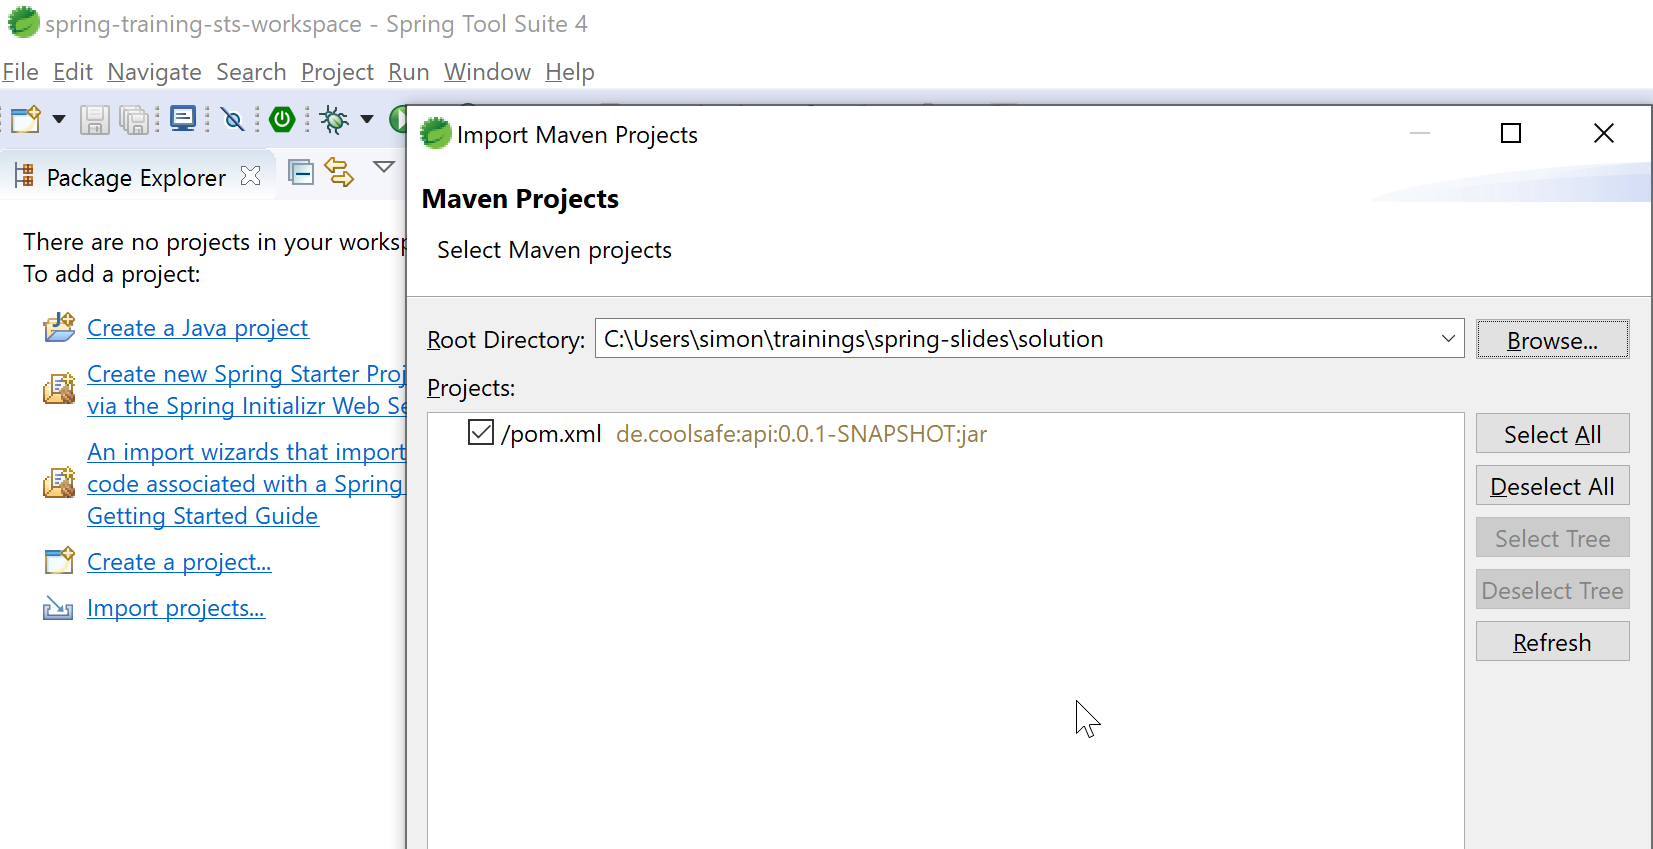 spring-training-sts-workspace - Spring Tool Suite 4
File Edit Navigate Search Project Run Window Help
Import Maven Projects
Package Explorer
Maven Projects
Select Maven projects
There are no projects in your
To add a project:
Create a Java project
Create new Spring Starter
via the Spring Initializr Web
An import wizards that import
code associated with a Spring
Getting Started Guide
Create a project...
Import projects...
Root Directory: C:\Users\simon\trainings\spring-slides\solution Browse...
Projects:
/pom.xml de.coolsafe:api:0.0.1-SNAPSHOT:jar
Select All
Deselect All
Select Tree
Deselect Tree
Refresh